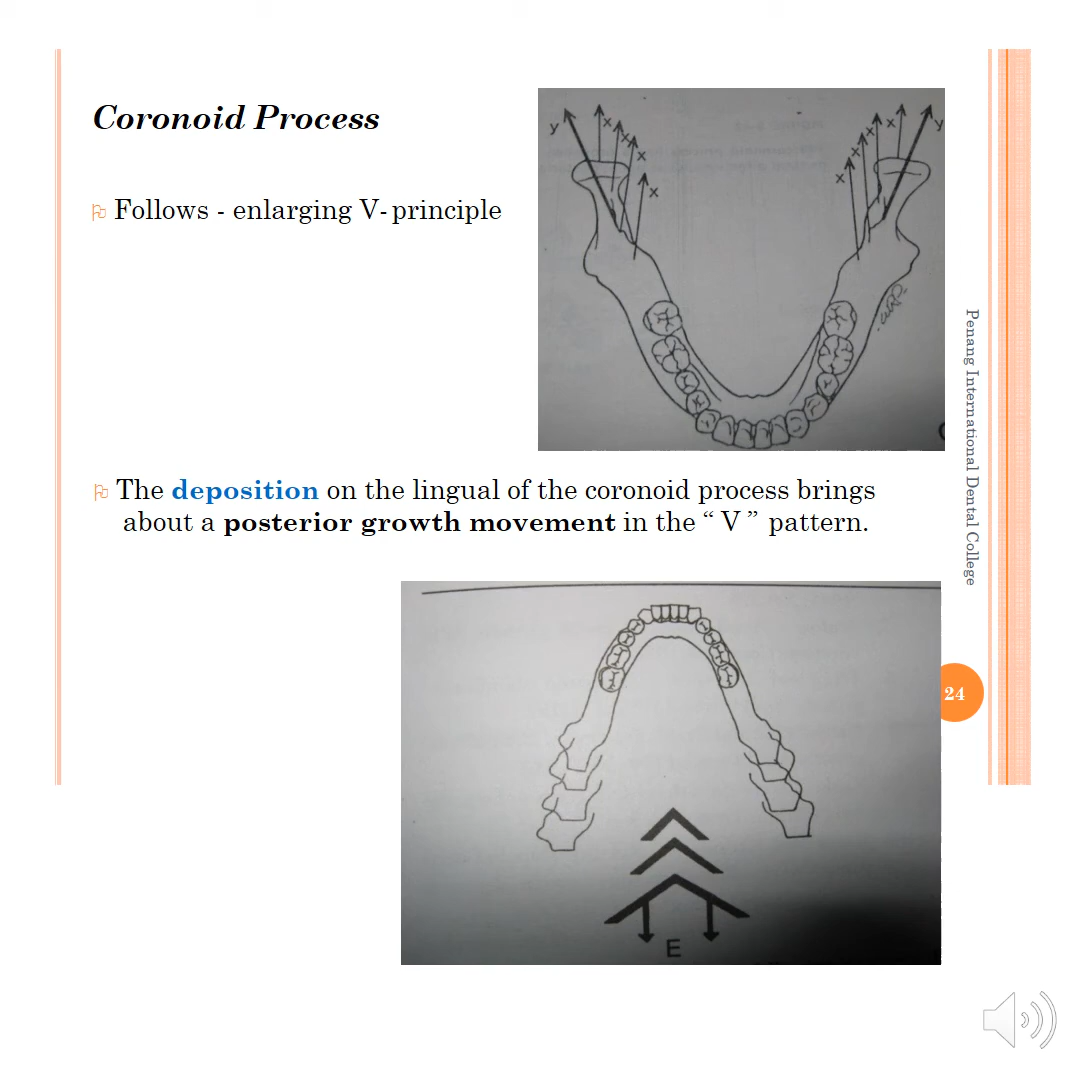 Coronoid Process
Follows - enlarging V-principle
y x x x x x x x x x x y
The deposition on the lingual of the coronoid process brings
about a posterior growth movement in the “ V ” pattern.
E
Penang International Dental College
24